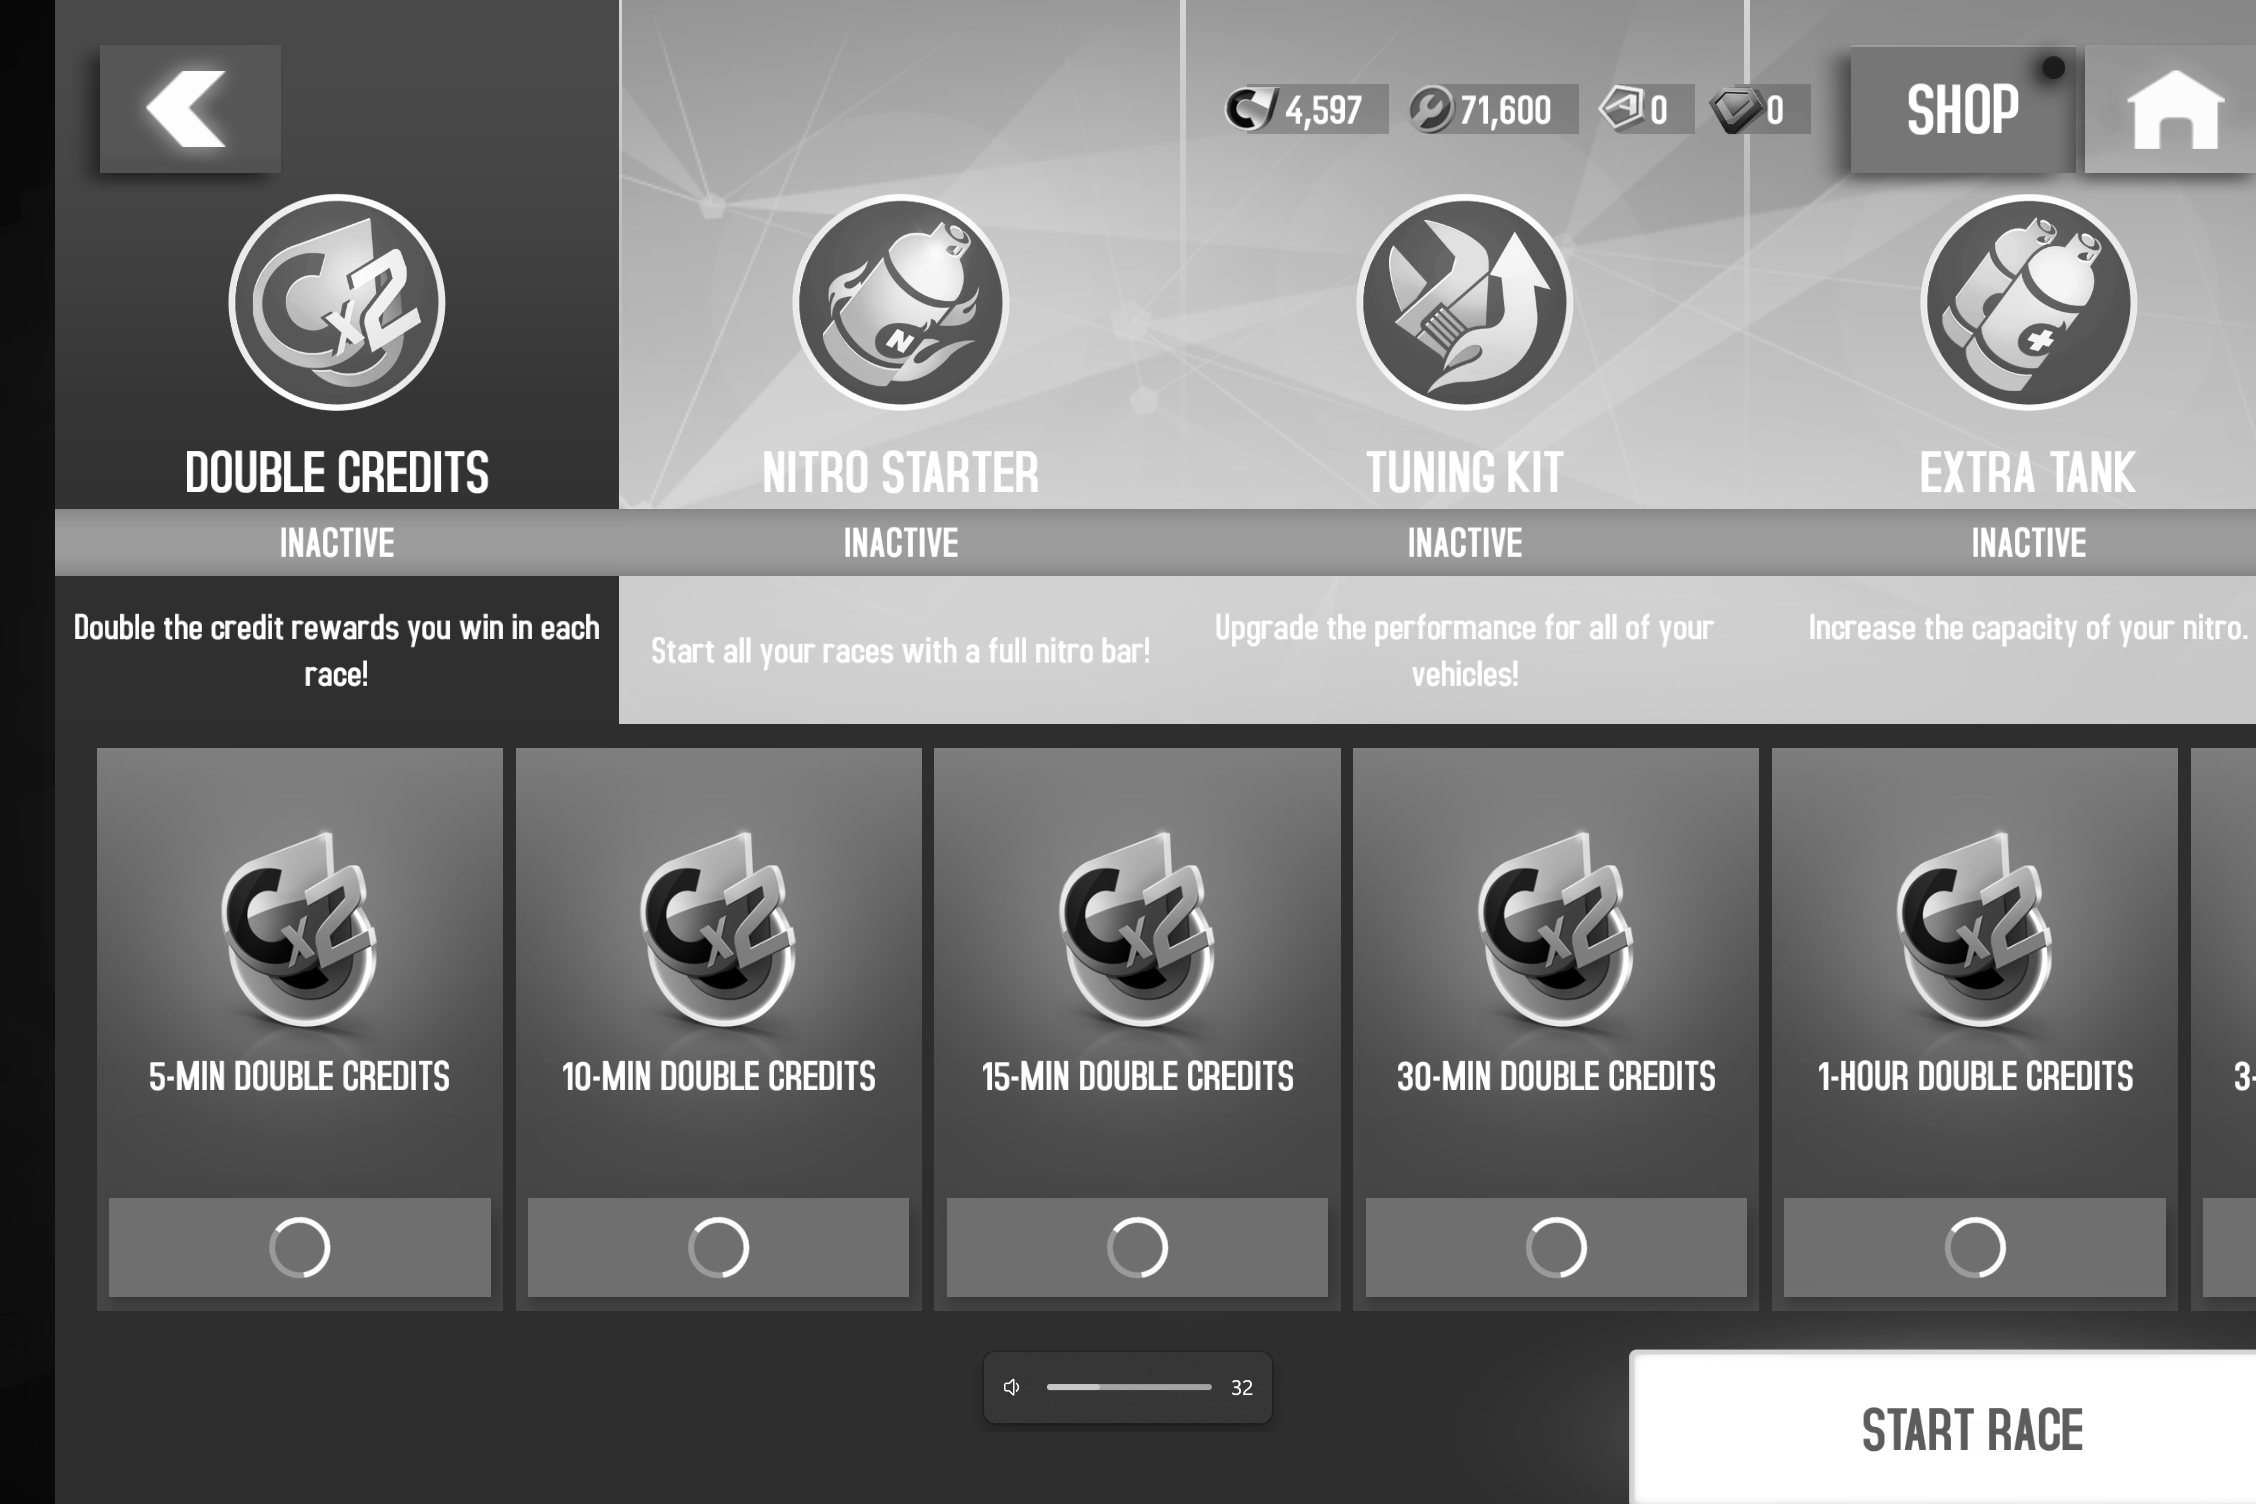 4,597
71,600
0
0
SHOP
DOUBLE CREDITS
NITRO STARTER
TUNING KIT
EXTRA TANK
INACTIVE
INACTIVE
INACTIVE
INACTIVE
Double the credit rewards you win in each
race!
Start all your races with a full nitro bar!
Upgrade the performance for all of your
vehicles!
Increase the capacity of your nitro.
5-MIN DOUBLE CREDITS
10-MIN DOUBLE CREDITS
15-MIN DOUBLE CREDITS
30-MIN DOUBLE CREDITS
1-HOUR DOUBLE CREDITS
3-
32
START RACE